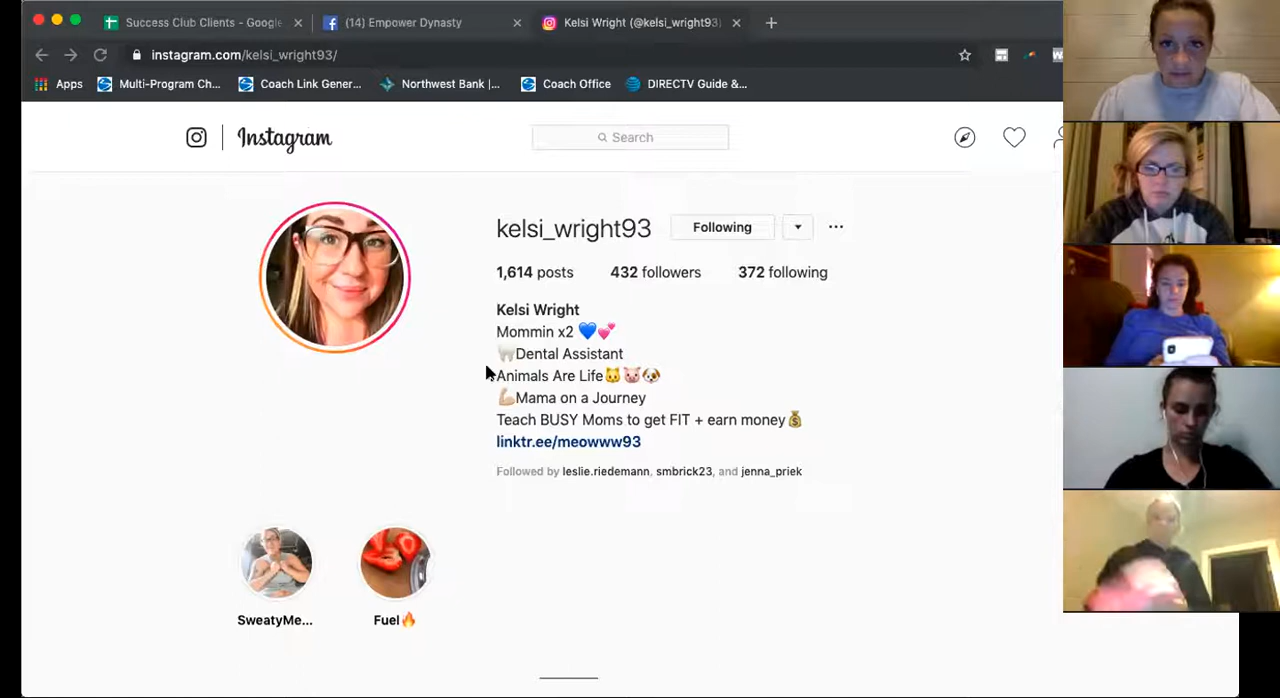 Success Club Clients - Google
(14) Empower Dynasty
Kelsi Wright (@kelsi_wright93)
instagram.com/kelsi_wright93/
Apps
Multi-Program Ch...
Coach Link Gener...
Northwest Bank |...
Coach Office
DIRECTV Guide &...
Instagram
Search
kelsi_wright93
Following
1,614 posts 432 followers 372 following
Kelsi Wright
Mommin x2 💙💕
🦷Dental Assistant
Animals Are Life🐱🐷🐶
💪🏼Mama on a Journey
Teach BUSY Moms to get FIT + earn money💰
linktr.ee/meowww93
Followed by leslie.riedemann, smbrick23, and jenna_priek
SweatyMe...
Fuel🔥